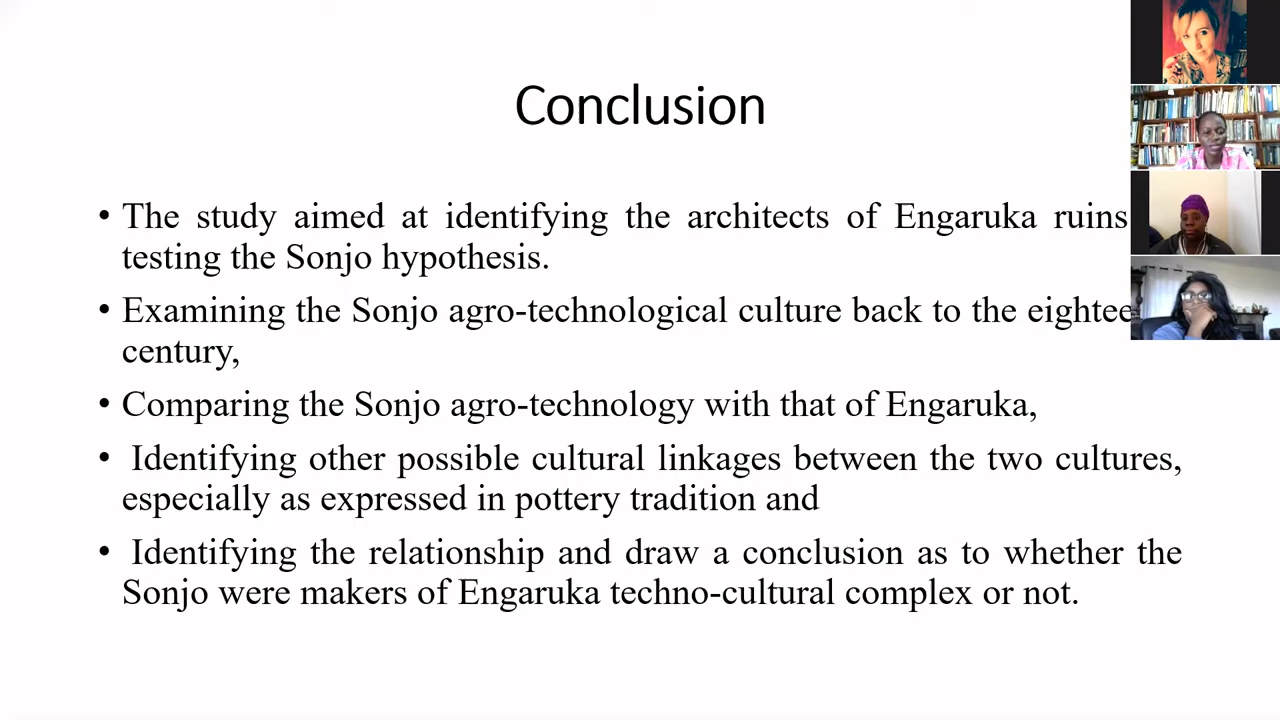 Conclusion
• The study aimed at identifying the architects of Engaruka ruins
testing the Sonjo hypothesis.
• Examining the Sonjo agro-technological culture back to the eightee
century,
• Comparing the Sonjo agro-technology with that of Engaruka,
• Identifying other possible cultural linkages between the two cultures,
especially as expressed in pottery tradition and
• Identifying the relationship and draw a conclusion as to whether the
Sonjo were makers of Engaruka techno-cultural complex or not.